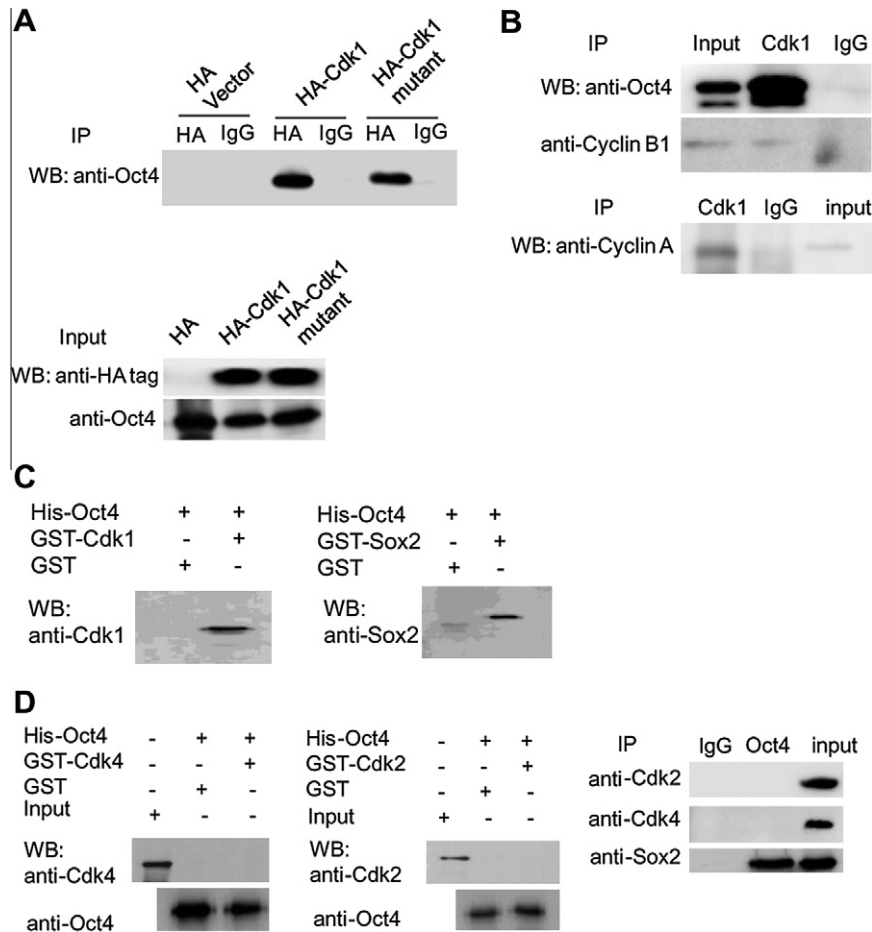 A
HA Vector
HA-Cdk1
HA-Cdk1 mutant
IP HA IgG HA IgG HA IgG
WB: anti-Oct4
Input HA HA-Cdk1 HA-Cdk1 mutant
WB: anti-HA tag
anti-Oct4
B
IP Input Cdk1 IgG
WB: anti-Oct4
anti-Cyclin B1
IP Cdk1 IgG input
WB: anti-Cyclin A
C
His-Oct4 + +
GST-Cdk1 - +
GST + -
WB:
anti-Cdk1
His-Oct4 + +
GST-Sox2 - +
GST + -
WB:
anti-Sox2
D
His-Oct4 - + +
GST-Cdk4 - - +
GST - + -
Input + - -
WB:
anti-Cdk4
anti-Oct4
His-Oct4 - + +
GST-Cdk2 - - +
GST - + -
Input + - -
WB:
anti-Cdk2
anti-Oct4
IP IgG Oct4 input
anti-Cdk2
anti-Cdk4
anti-Sox2